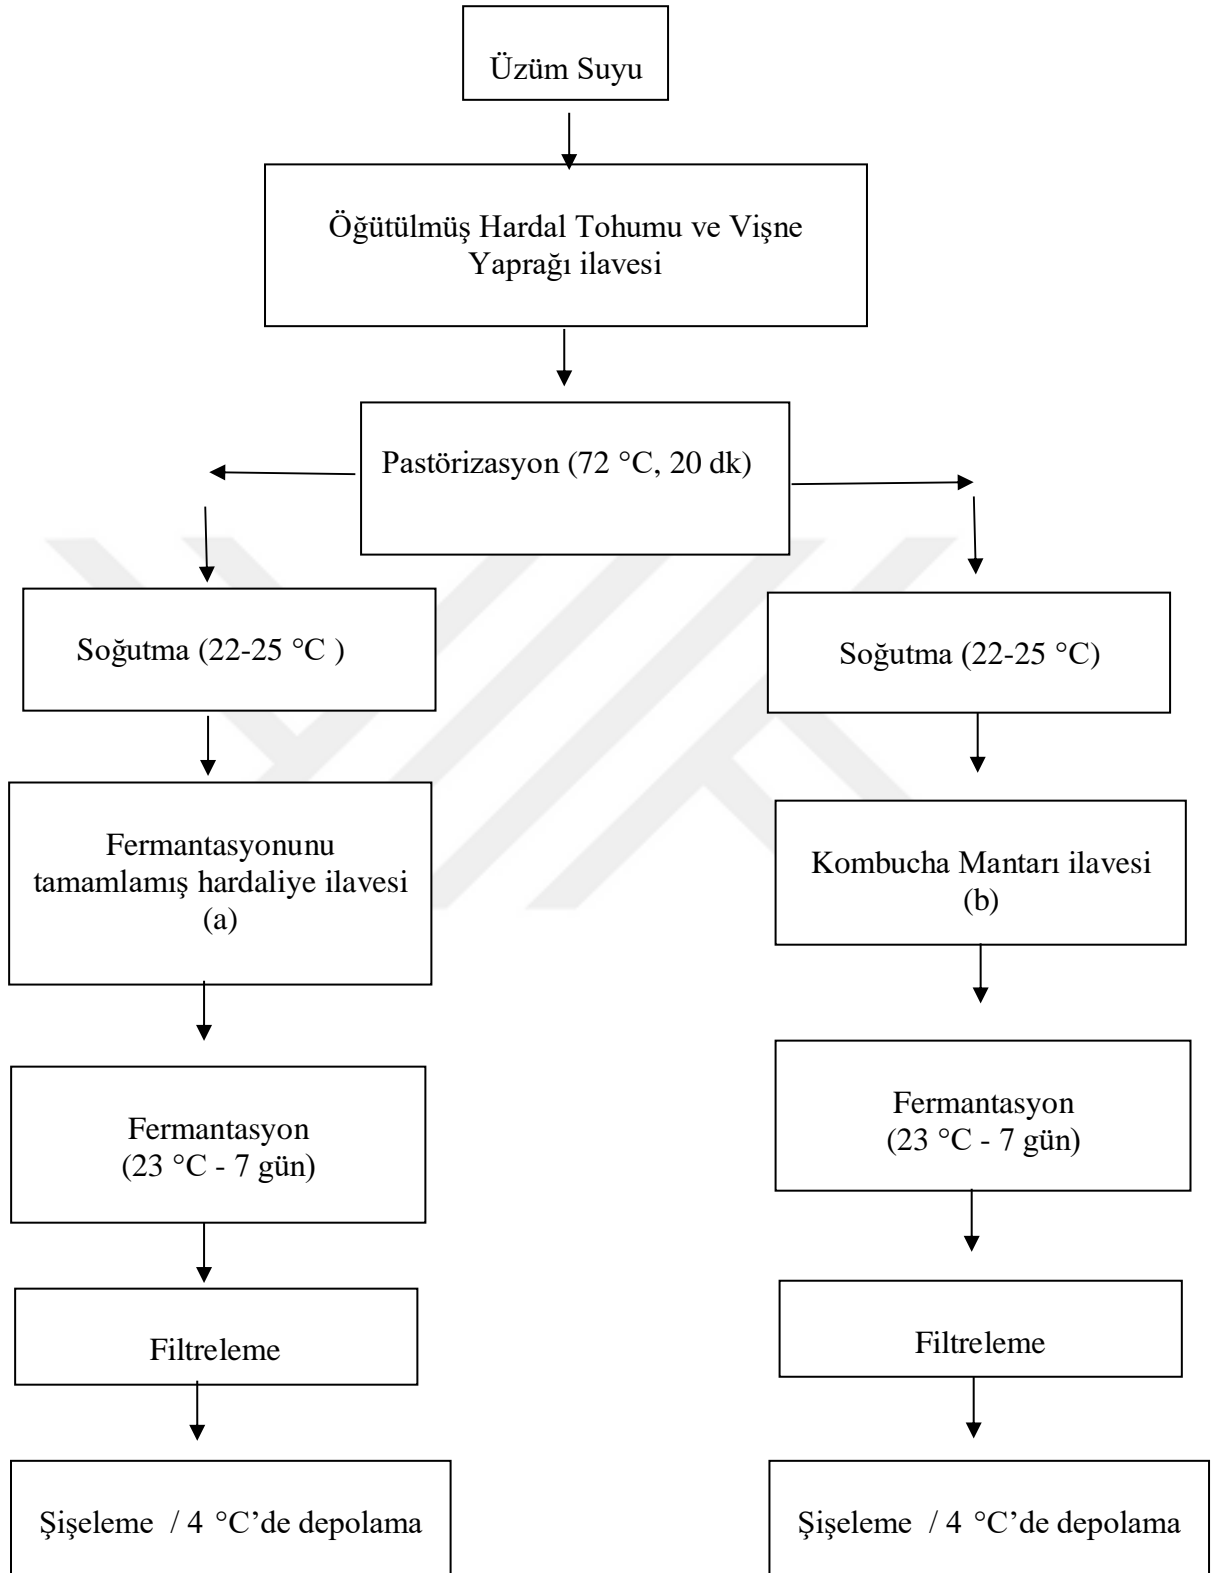 Üzüm Suyu
Öğütülmüş Hardal Tohumu ve Vişne
Yaprağı ilavesi
Pastörizasyon (72 °C, 20 dk)
Soğutma (22-25 °C )
Soğutma (22-25 °C)
Fermantasyonunu
tamamlamış hardaliye ilavesi
(a)
Kombucha Mantarı ilavesi
(b)
Fermantasyon
(23 °C - 7 gün)
Fermantasyon
(23 °C - 7 gün)
Filtreleme
Filtreleme
Şişeleme / 4 °C’de depolama
Şişeleme / 4 °C’de depolama